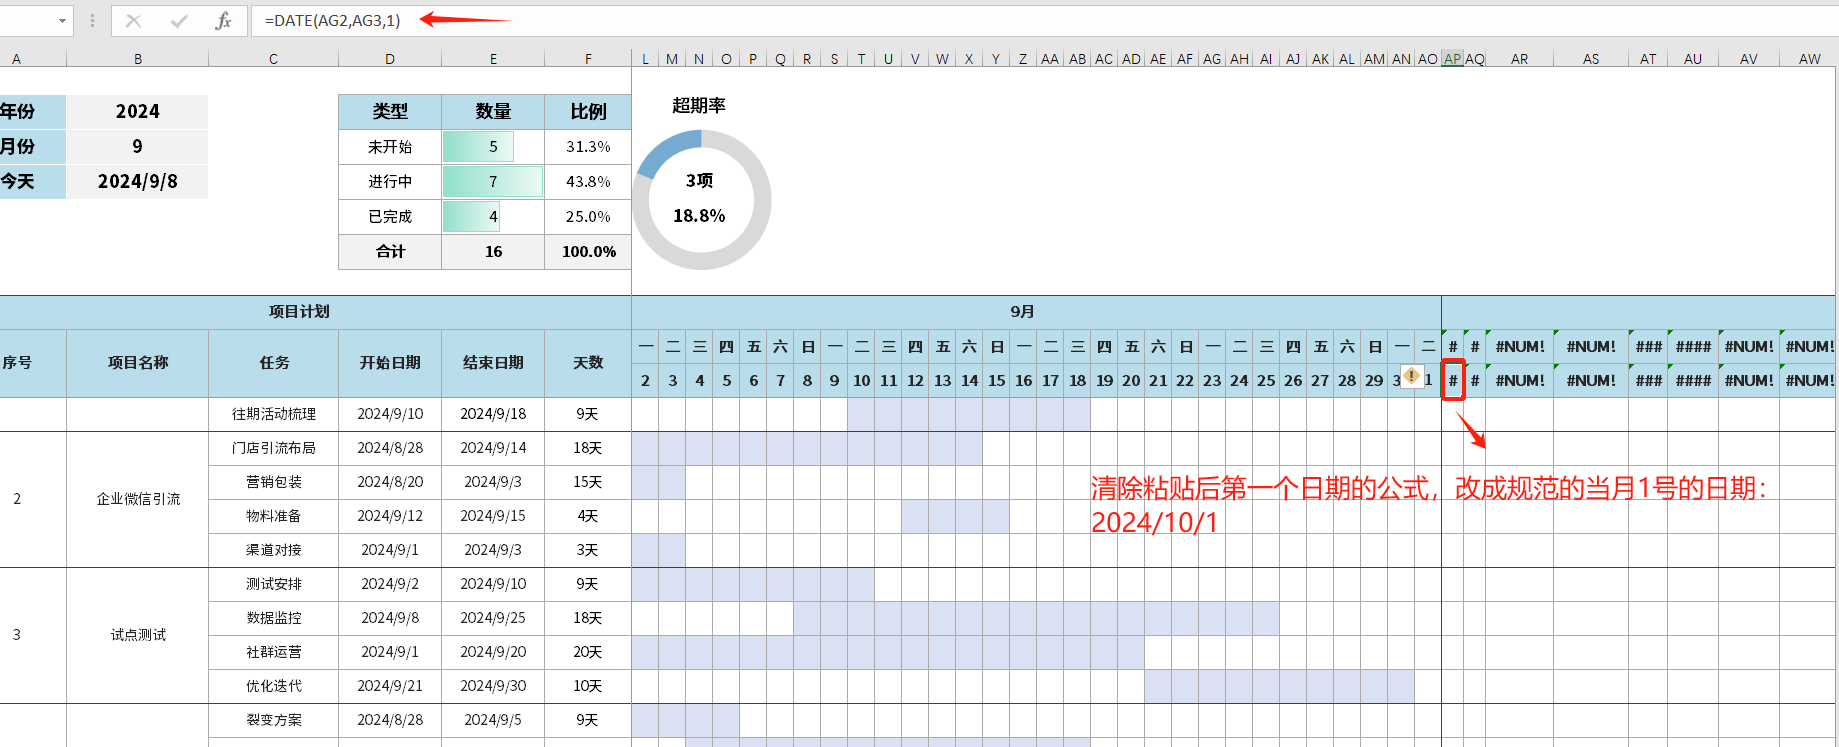 =DATE(AG2,AG3,1)
A B C D E F L M N O P Q R S T U V W X Y Z AA AB AC AD AE AF AG AH AI AJ AK AL AM AN AO AP AQ AR AS AT AU AV AW
年份 2024 类型 数量 比例 超期率
月份 9 未开始 5 31.3%
今天 2024/9/8 进行中 7 43.8% 3项
已完成 4 25.0% 18.8%
合计 16 100.0%
项目计划 9月
序号 项目名称 任务 开始日期 结束日期 天数
一 二 三 四 五 六 日 一 二 三 四 五 六 日 一 二 三 四 五 六 日 一 二 三 四 五 六 日 一 二 # # #NUM! #NUM! ### #### #NUM! #NUM!
2 3 4 5 6 7 8 9 10 11 12 13 14 15 16 17 18 19 20 21 22 23 24 25 26 27 28 29 3 1 # # #NUM! #NUM! ### #### #NUM! #NUM!
往期活动梳理 2024/9/10 2024/9/18 9天
门店引流布局 2024/8/28 2024/9/14 18天
营销包装 2024/8/20 2024/9/3 15天
2 企业微信引流
物料准备 2024/9/12 2024/9/15 4天
渠道对接 2024/9/1 2024/9/3 3天
清除粘贴后第一个日期的公式，改成规范的当月1号的日期：
2024/10/1
测试安排 2024/9/2 2024/9/10 9天
数据监控 2024/9/8 2024/9/25 18天
3 试点测试
社群运营 2024/9/1 2024/9/20 20天
优化迭代 2024/9/21 2024/9/30 10天
裂变方案 2024/8/28 2024/9/5 9天